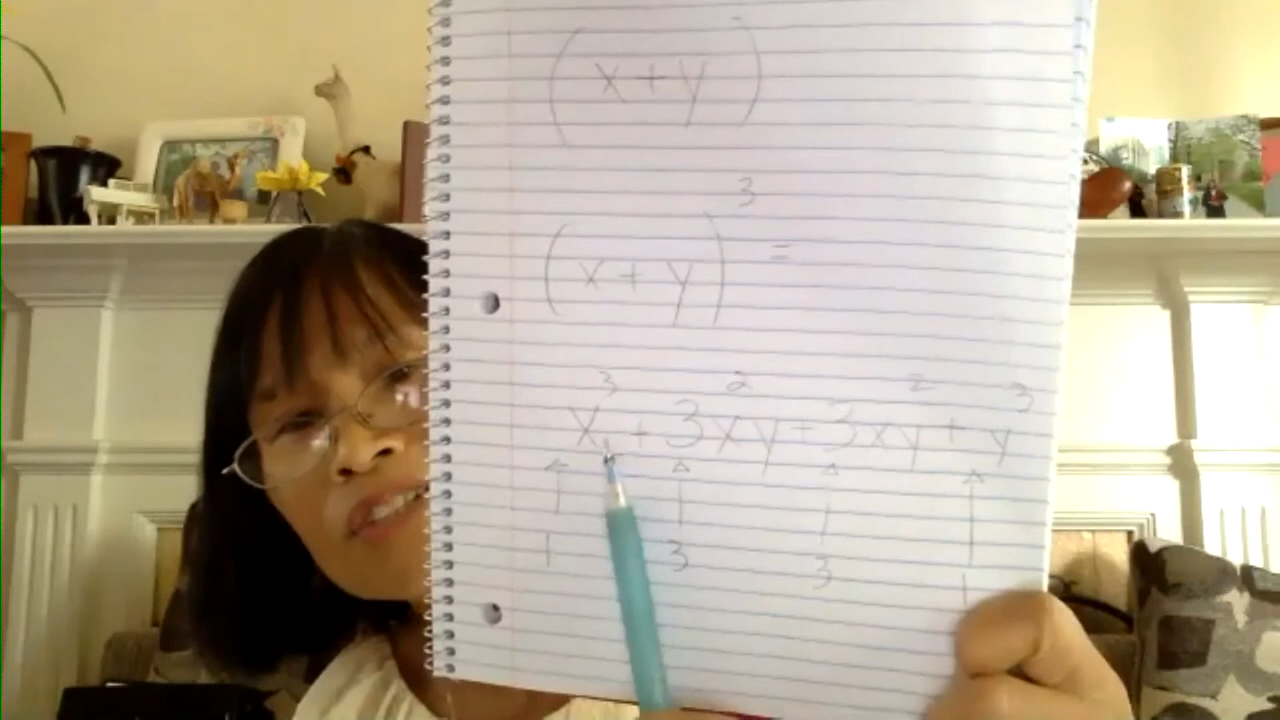 (x + y)
(x + y)³ =
x³ + 3x²y + 3xy² + y³
1 3 3 1